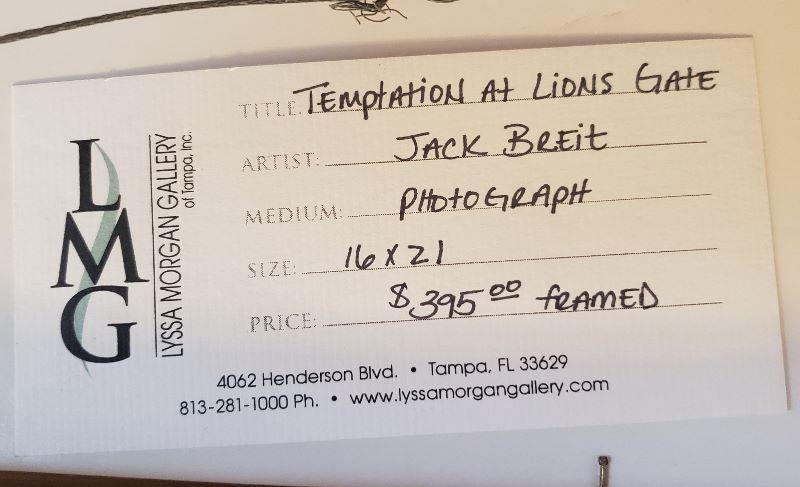 LMG
LYSSA MORGAN GALLERY
of Tampa, Inc.
TITLE: TEMPTATION At LiONS GATE
ARTIST: JACK BREit
MEDIUM: PHOTOGRAPH
SIZE: 16 X 21
PRICE: $395.00 fRAMED
4062 Henderson Blvd. • Tampa, FL 33629
813-281-1000 Ph. • www.lyssamorgangallery.com